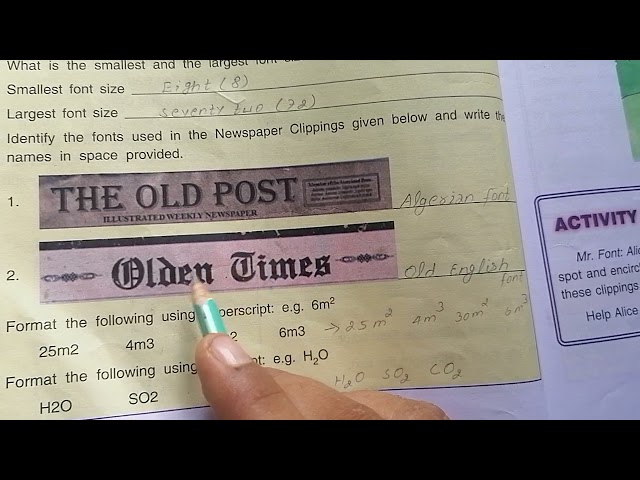 What is the smallest and the largest font
Smallest font size Eight (8)
Largest font size Seventy two (72)
Identify the fonts used in the Newspaper Clippings given below and write the
names in space provided.
1. THE OLD POST Algerian font
ILLUSTRATED WEEKLY NEWSPAPER
2. Olden Times Old English
font
Format the following using perscript: e.g. 6m²
25m2 4m3 2 6m3 → 25m² 4m³ 30m² 6m³
Format the following using pt: e.g. H₂O
H2O SO2 H₂O SO₂ CO₂
ACTIVITY
Mr. Font: Ali
spot and encirc
these clippings
Help Alice